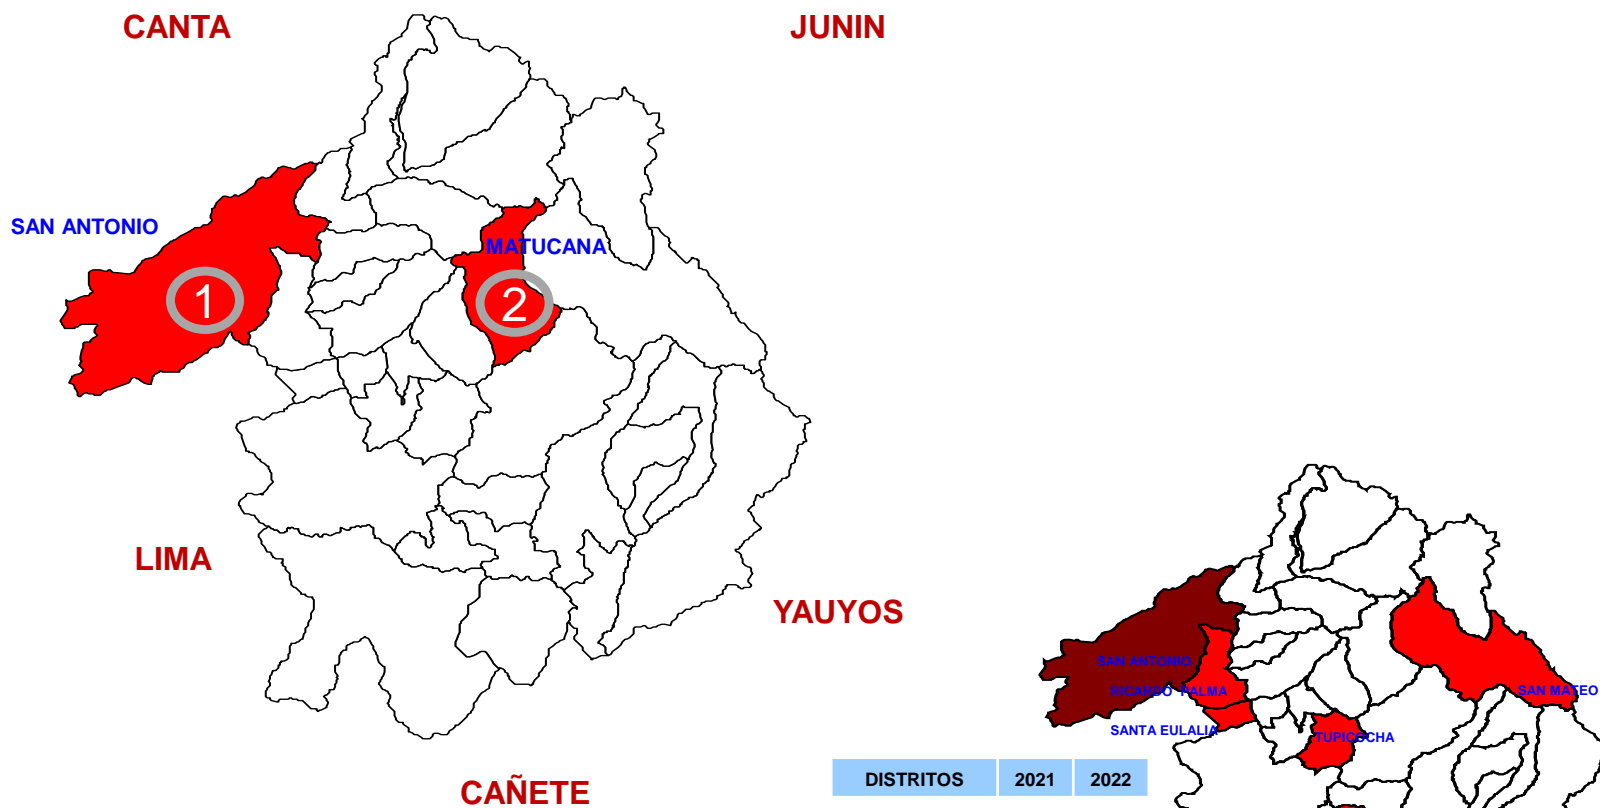 CANTA
JUNIN
SAN ANTONIO
MATUCANA
1
2
LIMA
YAUYOS
CAÑETE
SAN ANTONIO
RICARDO PALMA
SAN MATEO
SANTA EULALIA
TUPICOCHA
DISTRITOS 2021 2022